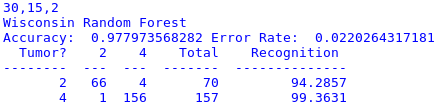 30,15,2
Wisconsin Random Forest
Accuracy:  0.977973568282 Error Rate:  0.0220264317181
  Tumor?    2    4    Total    Recognition
--------  ---  ---  -------  --------------
       2   66    4       70         94.2857
       4    1  156      157         99.3631